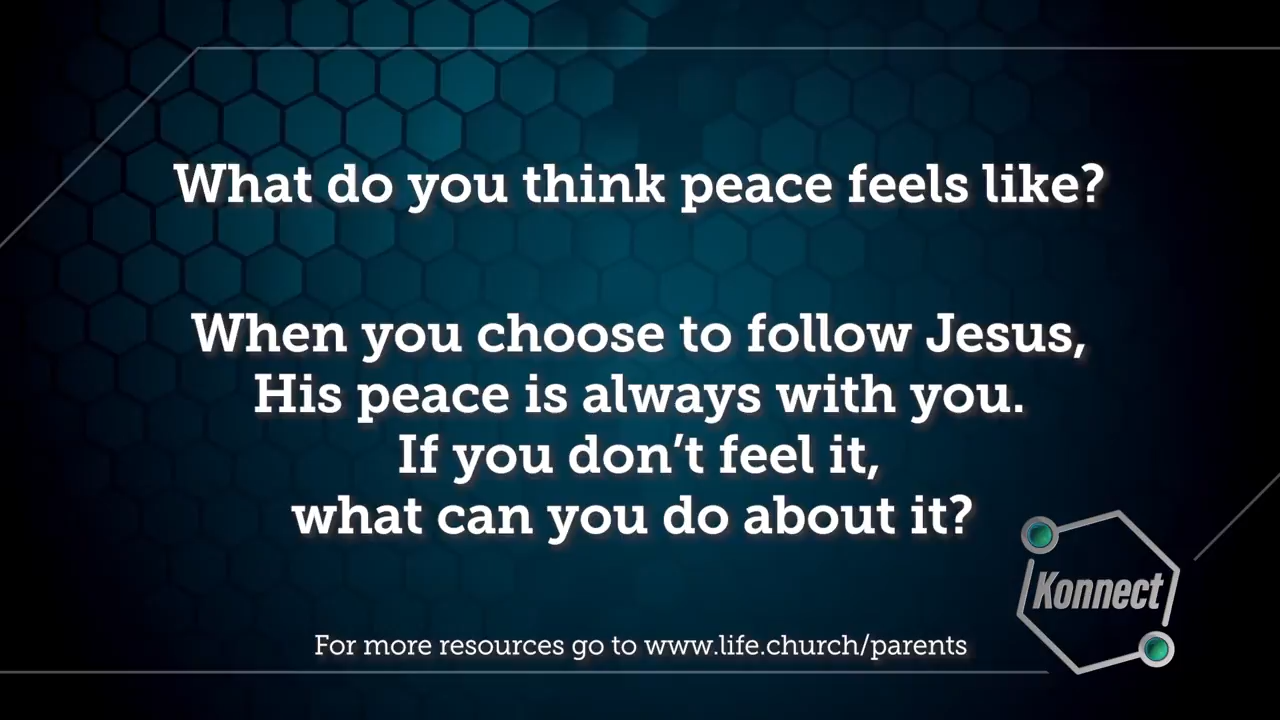 What do you think peace feels like?
When you choose to follow Jesus,
His peace is always with you.
If you don’t feel it,
what can you do about it?
Konnect
For more resources go to www.life.church/parents